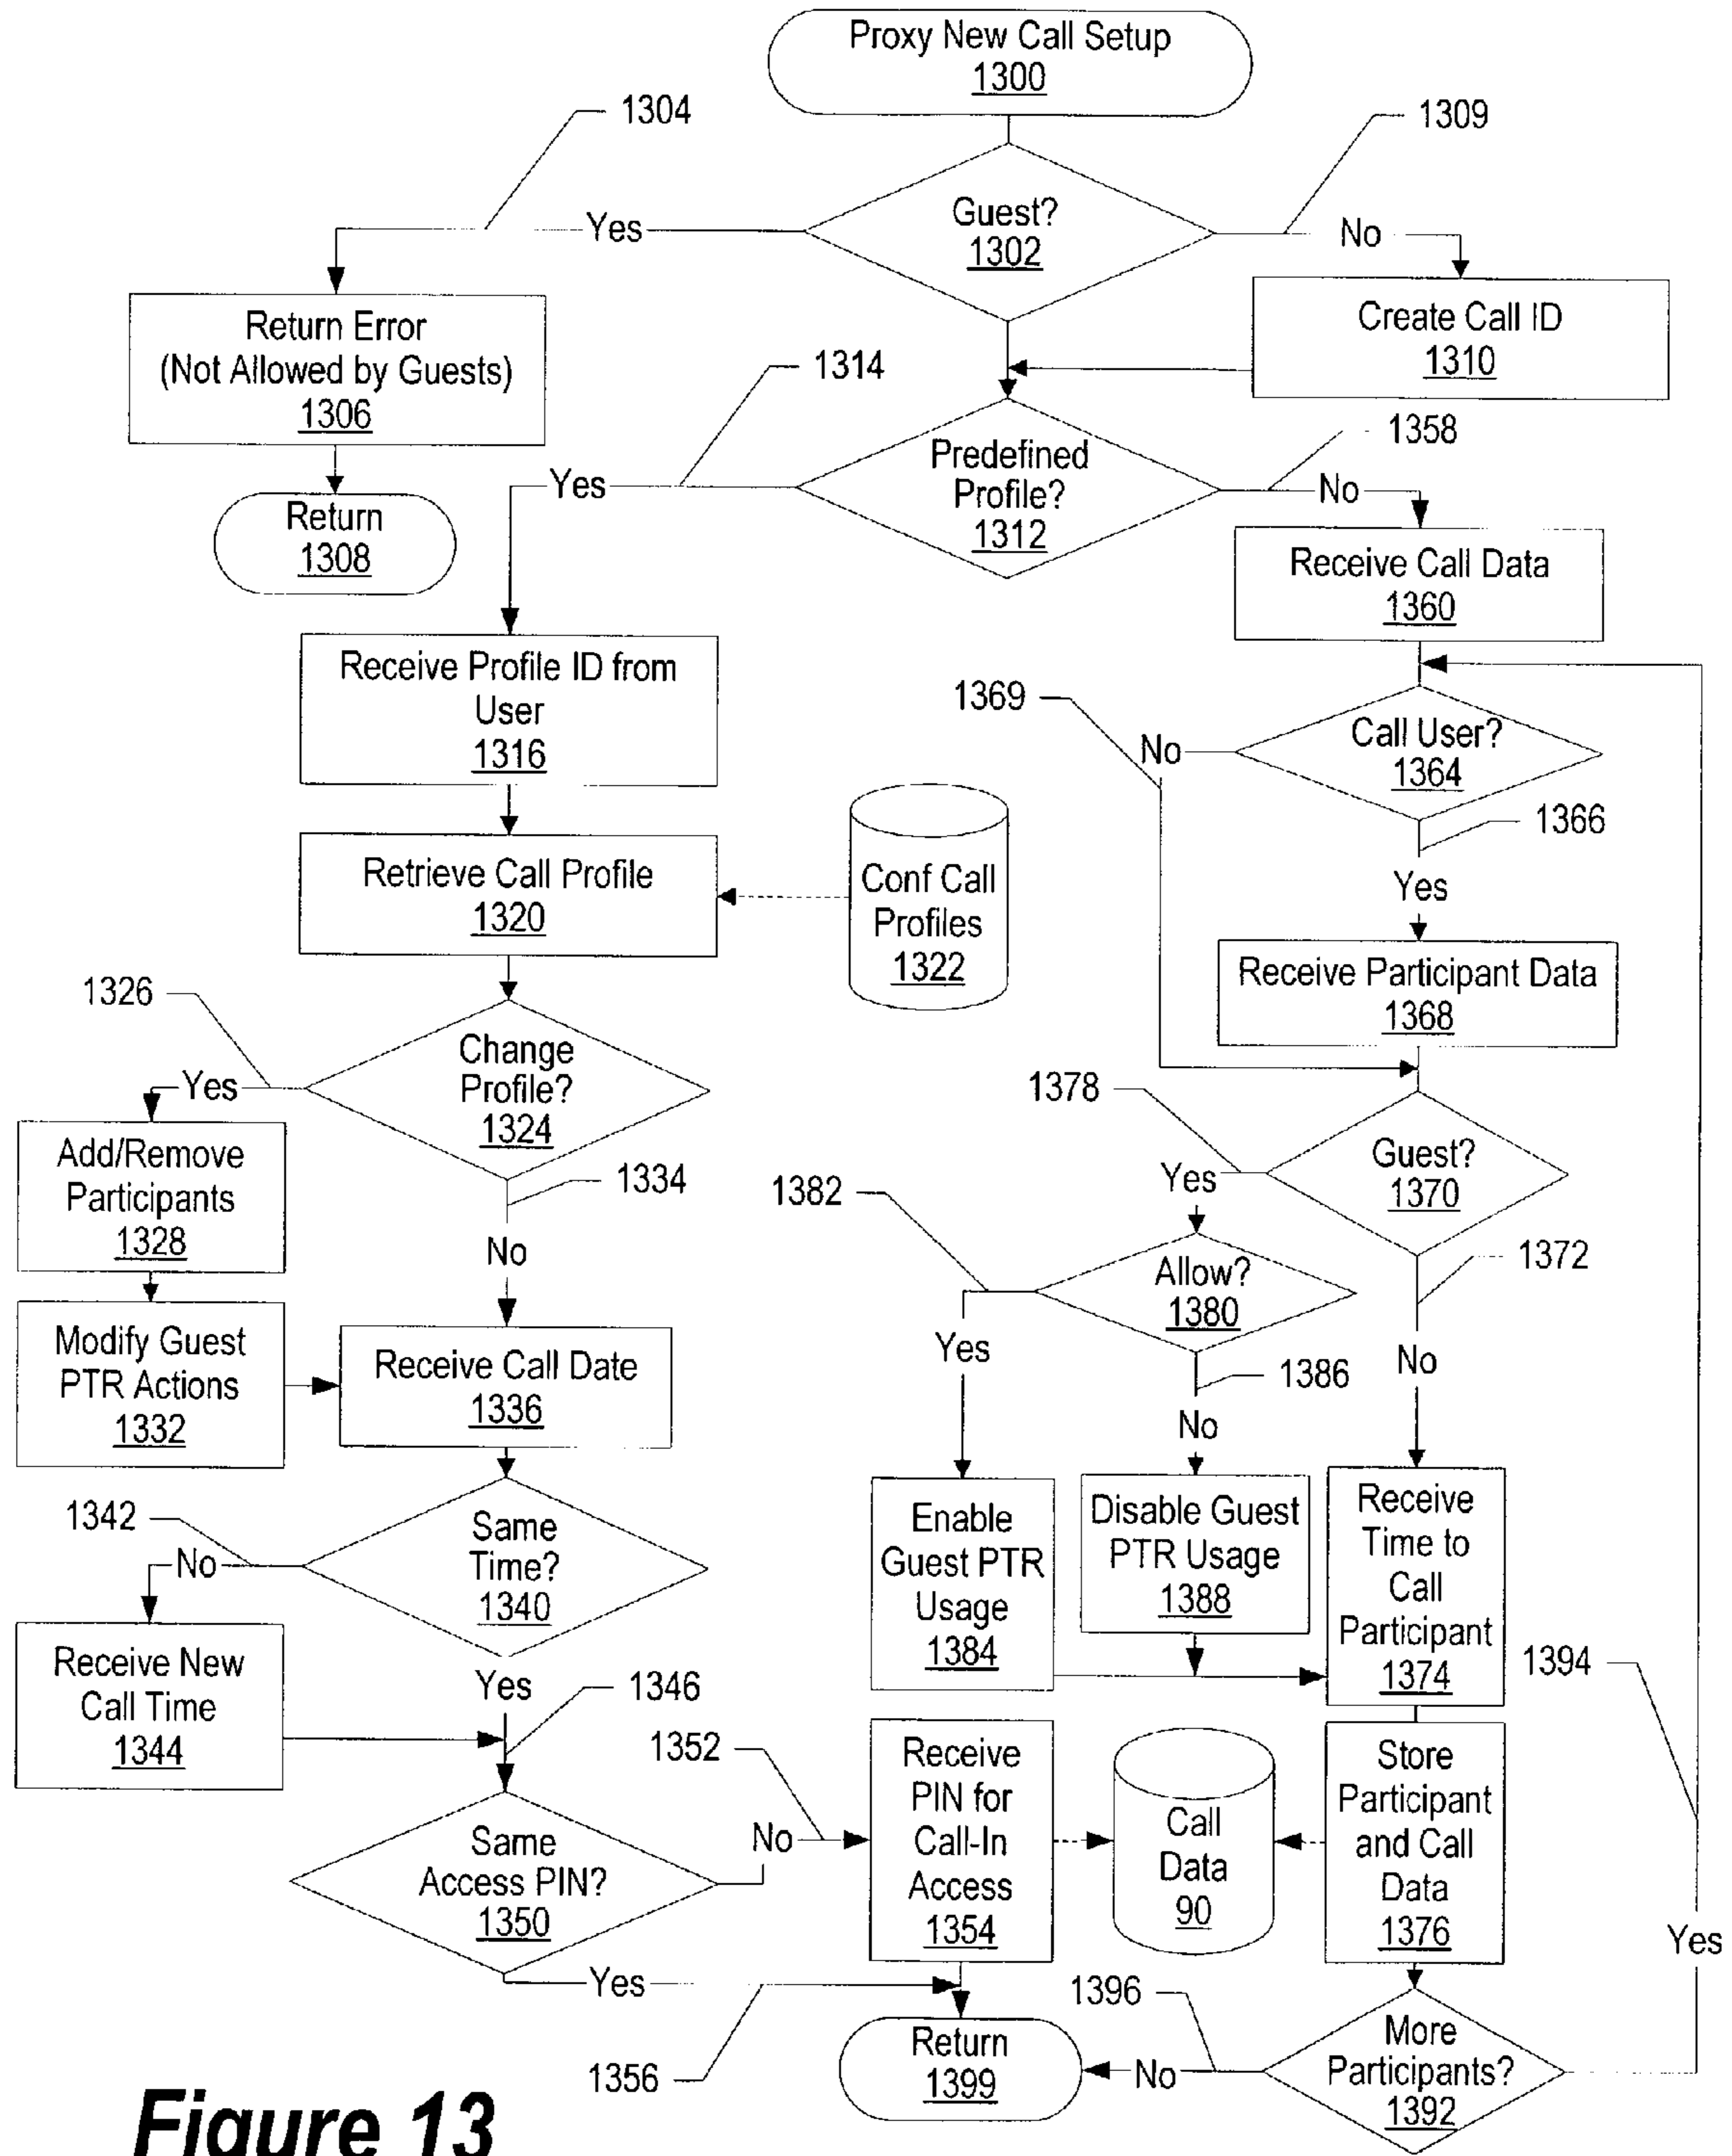 Proxy New Call Setup
1300
1304
1309
Guest?
1302
Yes
No
Return Error
(Not Allowed by Guests)
1306
Create Call ID
1310
1314
1358
Return
1308
Predefined
Profile?
1312
Yes
No
Receive Call Data
1360
Receive Profile ID from
User
1316
1369
Call User?
1364
No
1366
Yes
Retrieve Call Profile
1320
Conf Call
Profiles
1322
Receive Participant Data
1368
1326
Change
Profile?
1324
Yes
1334
No
1378
Guest?
1370
Yes
1372
No
Add/Remove
Participants
1328
1382
Allow?
1380
Yes
1386
No
Modify Guest
PTR Actions
1332
Receive Call Date
1336
1342
Same
Time?
1340
No
Yes
Enable
Guest PTR
Usage
1384
Disable Guest
PTR Usage
1388
Receive
Time to
Call
Participant
1374
1394
Receive New
Call Time
1344
1346
1352
Same
Access PIN?
1350
No
Receive
PIN for
Call-In
Access
1354
Call
Data
90
Store
Participant
and Call
Data
1376
Yes
Yes
1356
1396
Return
1399
No
More
Participants?
1392
Figure 13